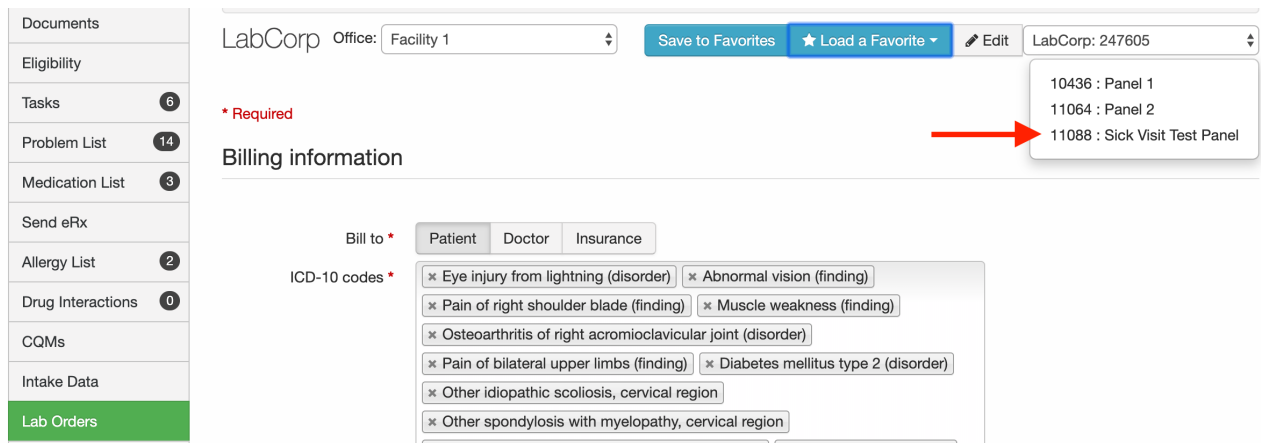 Documents
Eligibility
Tasks 6
Problem List 14
Medication List 3
Send eRx
Allergy List 2
Drug Interactions 0
CQMs
Intake Data
Lab Orders
LabCorp Office: Facility 1 Save to Favorites Load a Favorite Edit LabCorp: 247605
10436 : Panel 1
11064 : Panel 2
11088 : Sick Visit Test Panel
* Required
Billing information
Bill to * Patient Doctor Insurance
ICD-10 codes *
× Eye injury from lightning (disorder) × Abnormal vision (finding)
× Pain of right shoulder blade (finding) × Muscle weakness (finding)
× Osteoarthritis of right acromioclavicular joint (disorder)
× Pain of bilateral upper limbs (finding) × Diabetes mellitus type 2 (disorder)
× Other idiopathic scoliosis, cervical region
× Other spondylosis with myelopathy, cervical region